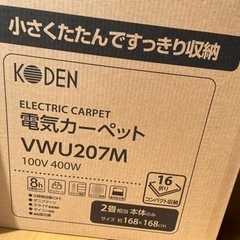 小さくたたんですっきり収納
KODEN
ELECTRIC CARPET
電気カーペット
VWU207M
100V 400W
8h
16
折り
コンパクト収納
2畳相当 本体のみ
サイズ 約168×168cm